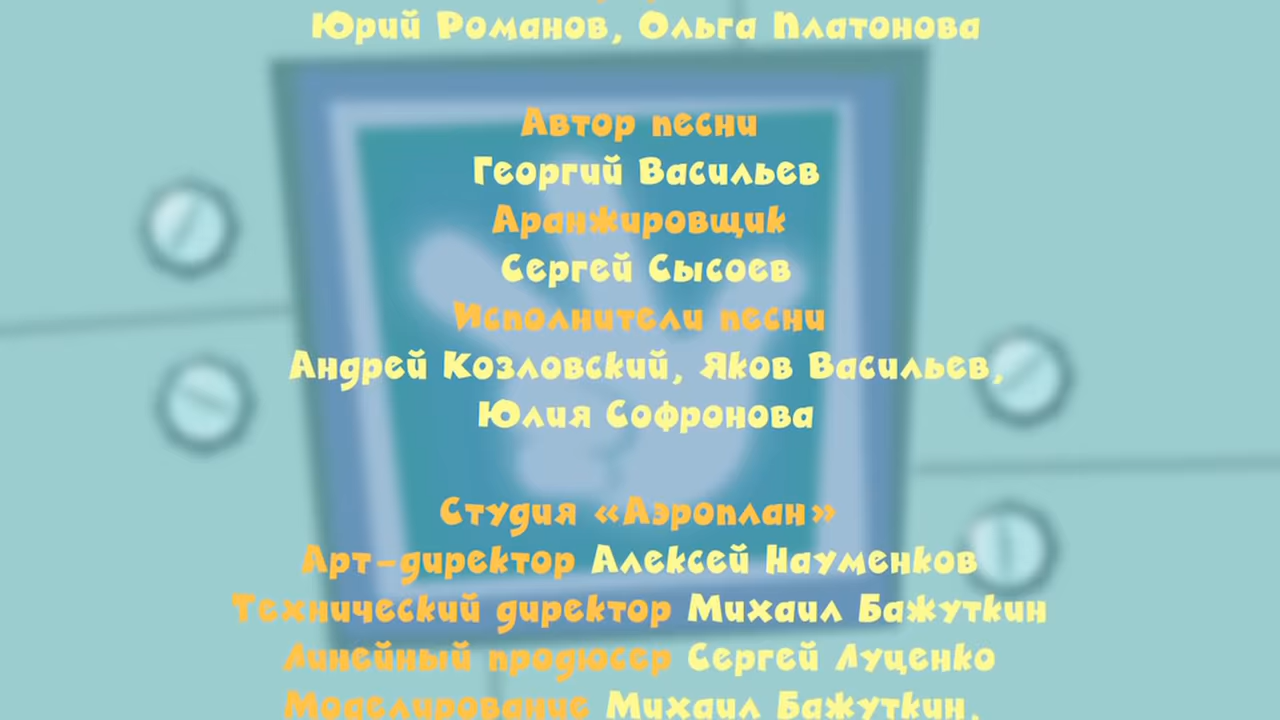 Юрий Романов, Ольга Платонова
Автор песни
Георгий Васильев
Аранжировщик
Сергей Сысоев
Исполнители песни
Андрей Козловский, Яков Васильев,
Юлия Софронова
Студия «Аэроплан»
Арт-директор Алексей Науменков
Технический директор Михаил Бажуткин
Линейный продюсер Сергей Луценко
Моделирование Михаил Бажуткин,